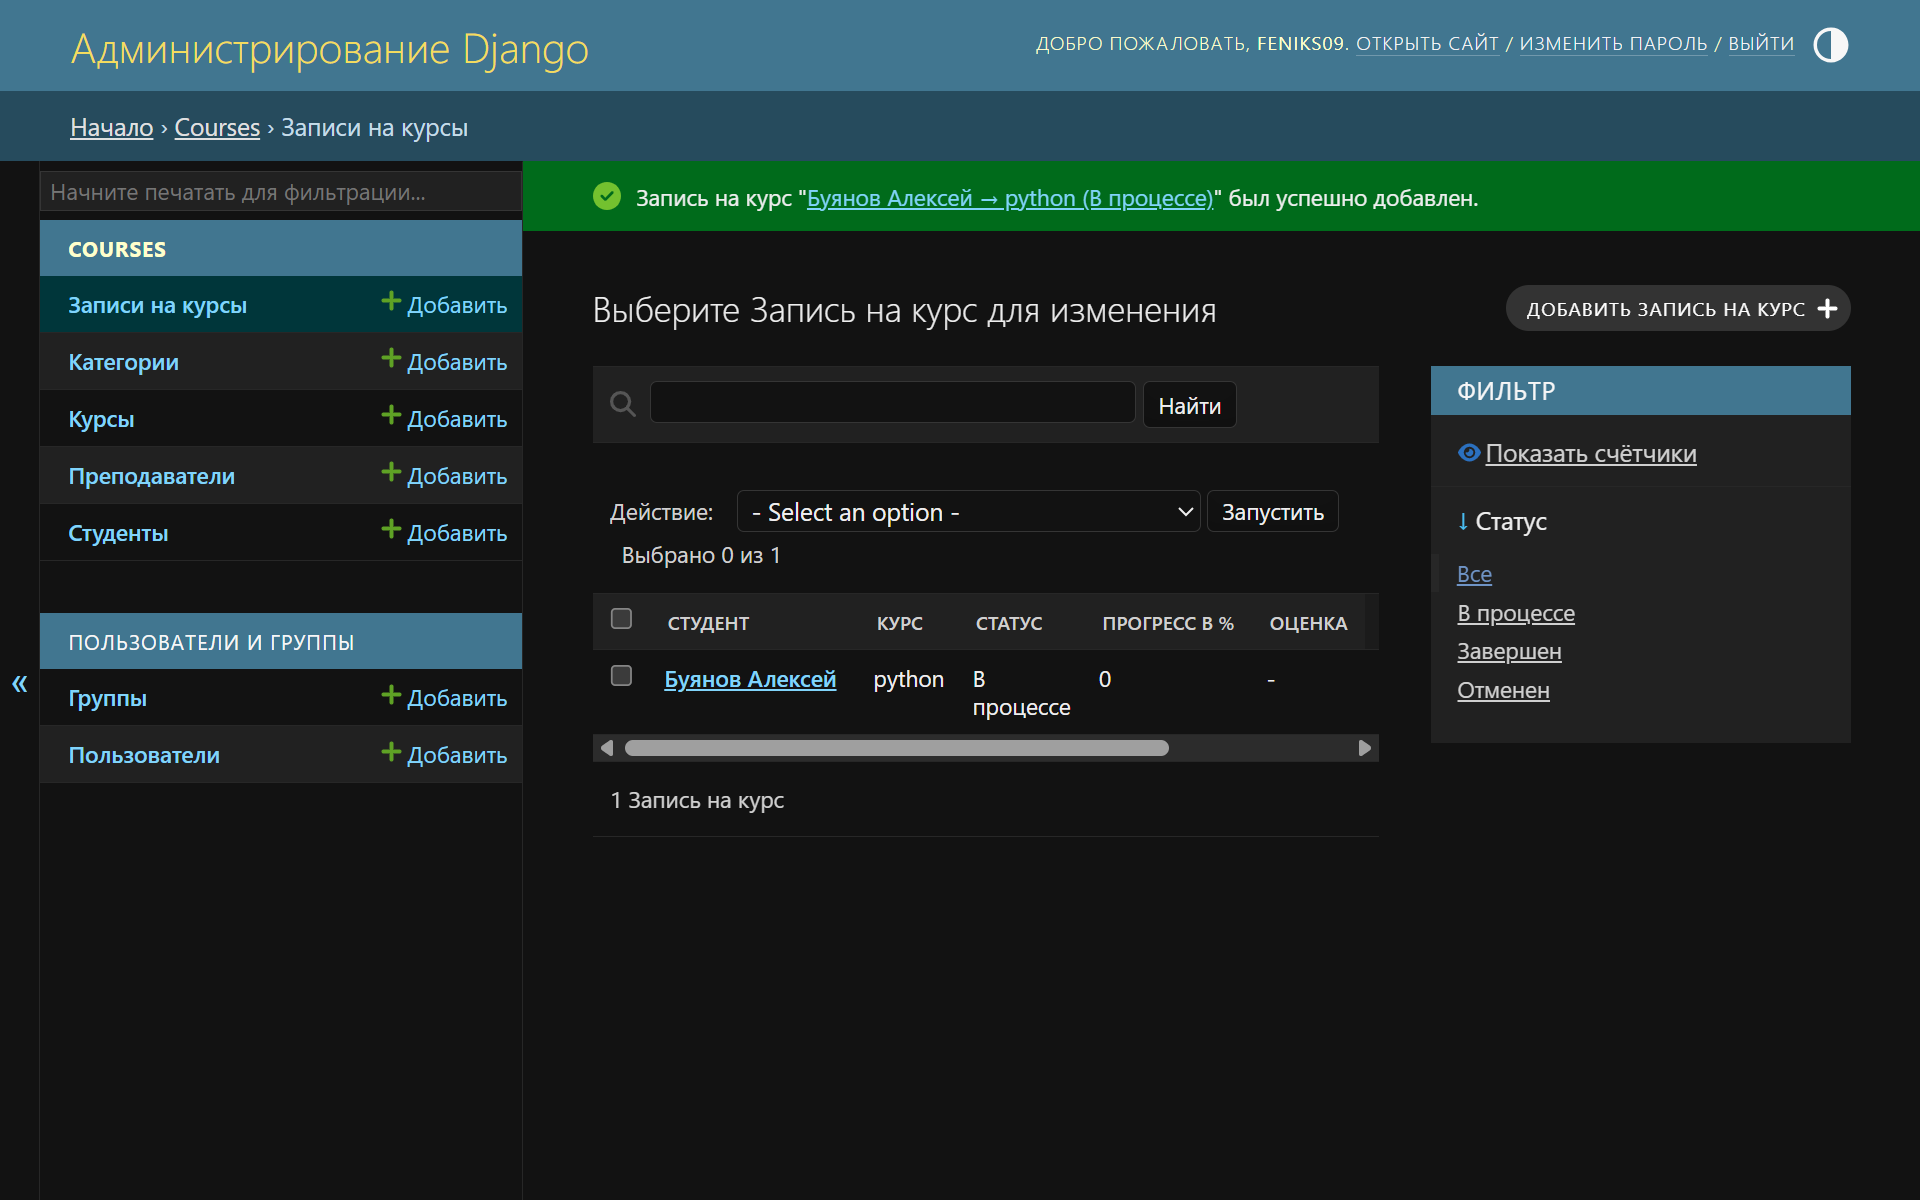 Администрирование Django
ДОБРО ПОЖАЛОВАТЬ, FENIKS09. ОТКРЫТЬ САЙТ / ИЗМЕНИТЬ ПАРОЛЬ / ВЫЙТИ
Начало › Courses › Записи на курсы
Начните печатать для фильтрации...
COURSES
Записи на курсы Добавить
Категории Добавить
Курсы Добавить
Преподаватели Добавить
Студенты Добавить
ПОЛЬЗОВАТЕЛИ И ГРУППЫ
Группы Добавить
Пользователи Добавить
«
Запись на курс "Буянов Алексей → python (В процессе)" был успешно добавлен.
Выберите Запись на курс для изменения
ДОБАВИТЬ ЗАПИСЬ НА КУРС
Найти
Действие: - Select an option - Запустить
Выбрано 0 из 1
СТУДЕНТ КУРС СТАТУС ПРОГРЕСС В % ОЦЕНКА
Буянов Алексей python В процессе 0 -
1 Запись на курс
ФИЛЬТР
Показать счётчики
↓ Статус
Все
В процессе
Завершен
Отменен